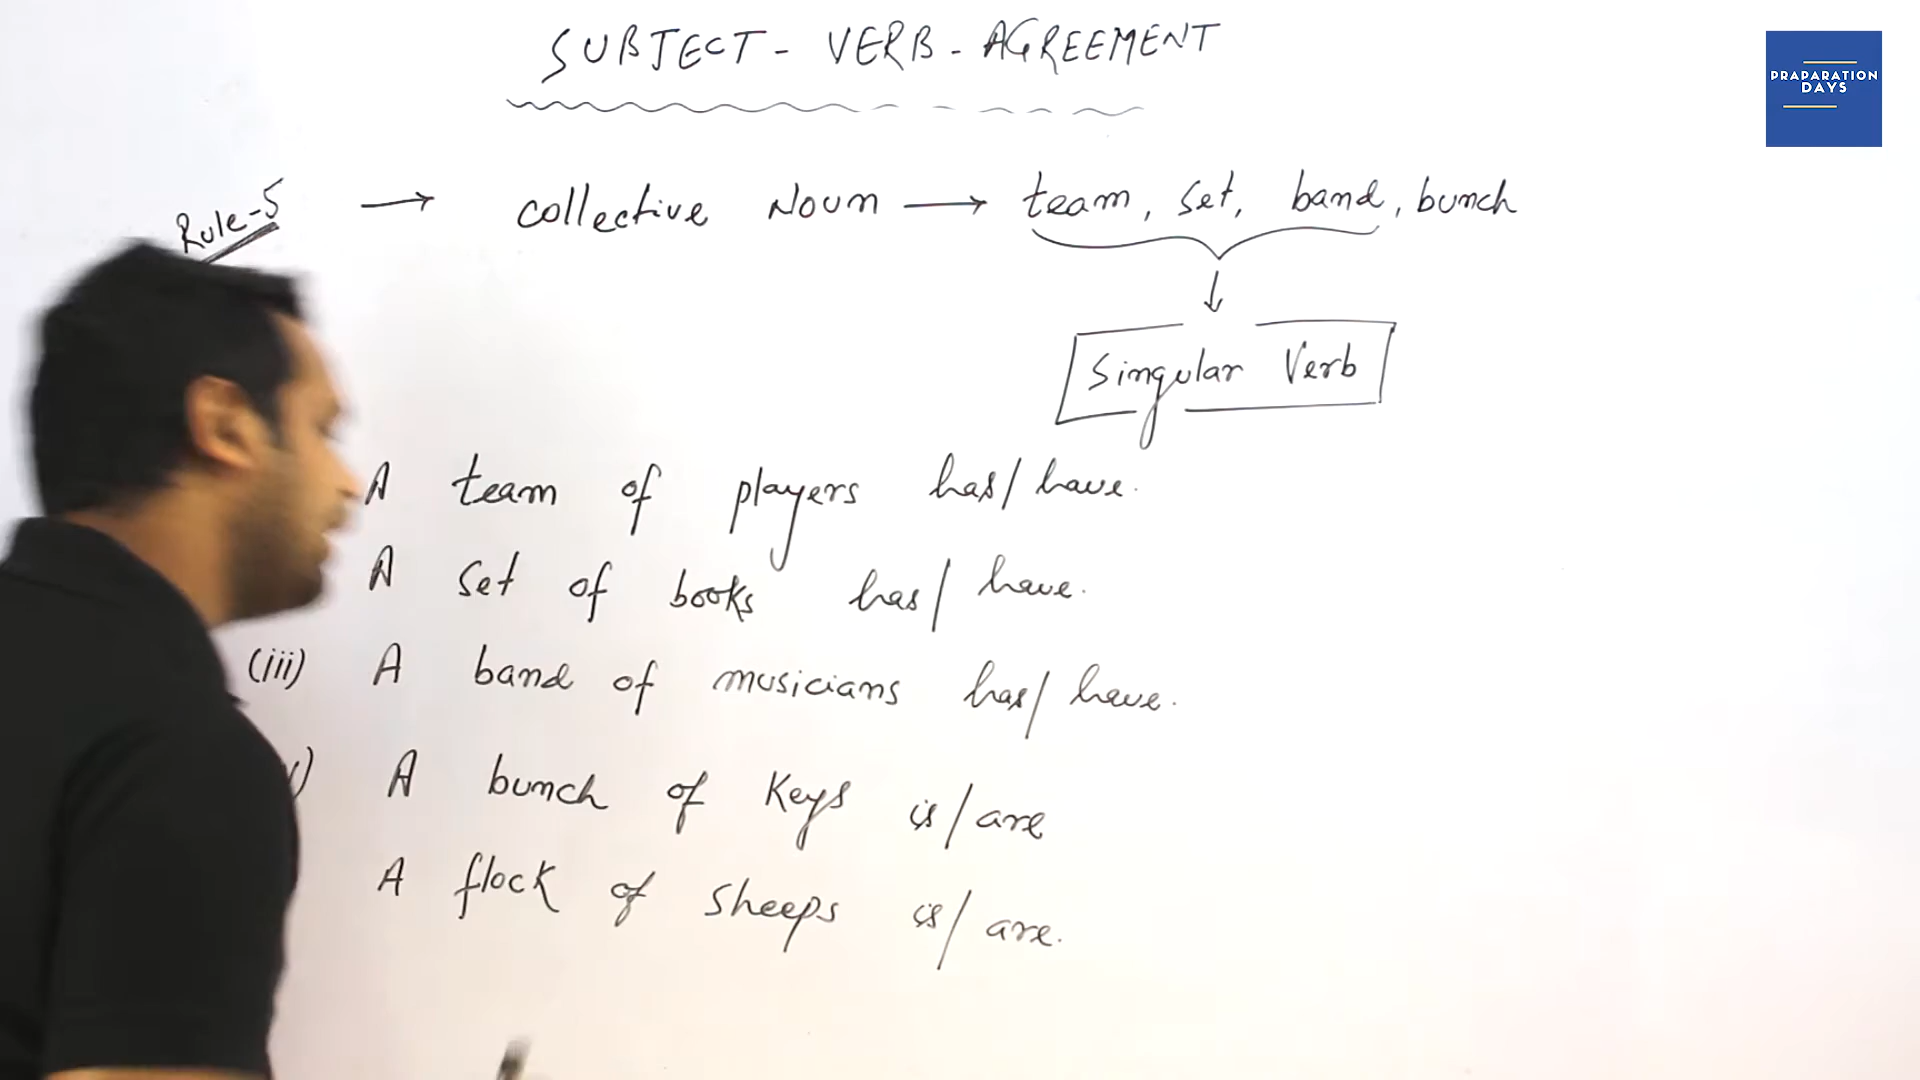 SUBJECT - VERB - AGREEMENT
PRAPARATION
DAYS
Rule-5 → collective Noun → team, set, band, bunch
Singular Verb
A team of players has/have.
A set of books has/have.
(iii) A band of musicians has/have.
) A bunch of keys is/are
A flock of sheeps is/are.